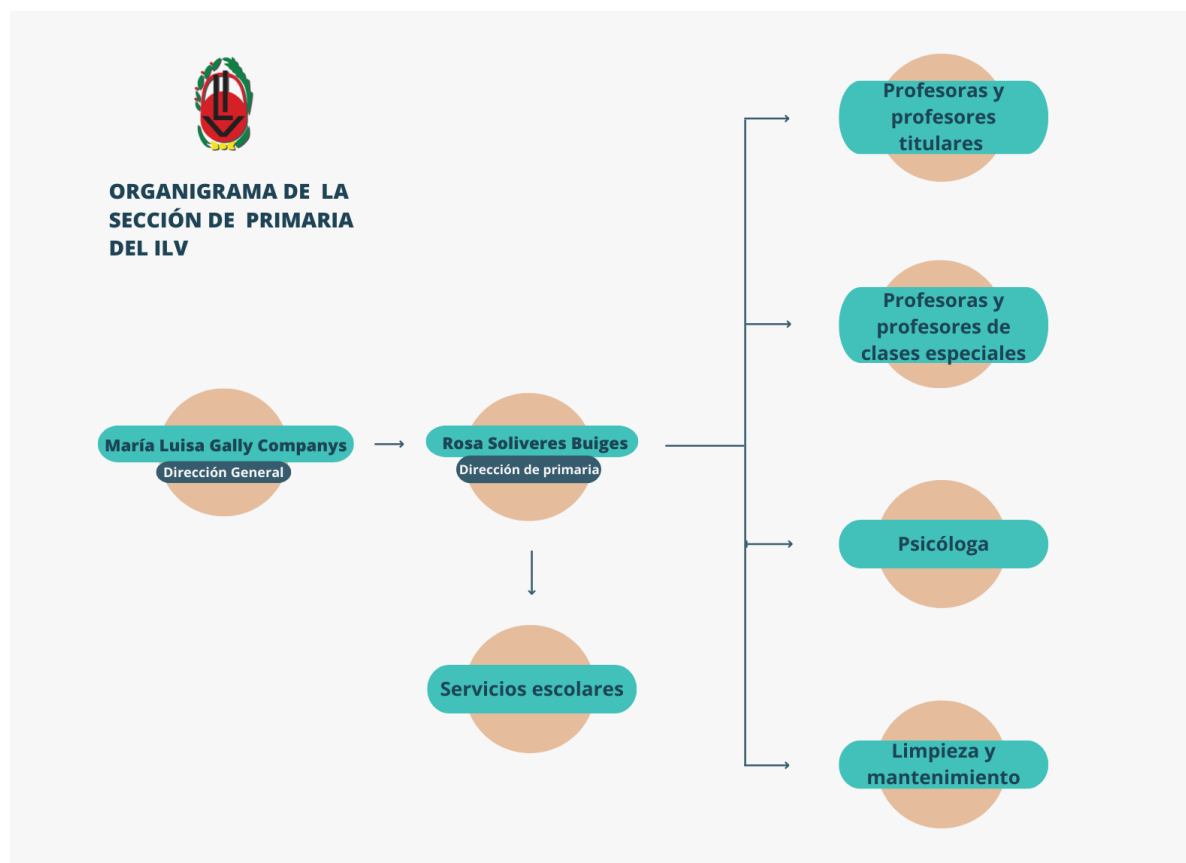 ORGANIGRAMA DE LA
SECCIÓN DE PRIMARIA
DEL ILV
María Luisa Gally Companys
Dirección General
Rosa Soliveres Buiges
Dirección de primaria
Servicios escolares
Profesoras y
profesores
titulares
Profesoras y
profesores de
clases especiales
Psicóloga
Limpieza y
mantenimiento